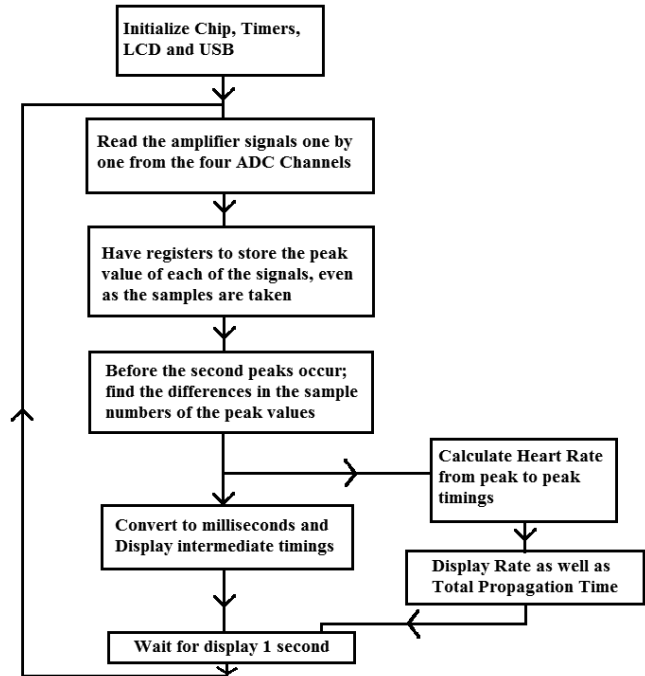 Initialize Chip, Timers,
LCD and USB
Read the amplifier signals one by
one from the four ADC Channels
Have registers to store the peak
value of each of the signals, even
as the samples are taken
Before the second peaks occur;
find the differences in the sample
numbers of the peak values
Calculate Heart Rate
from peak to peak
timings
Convert to milliseconds and
Display intermediate timings
Display Rate as well as
Total Propagation Time
Wait for display 1 second